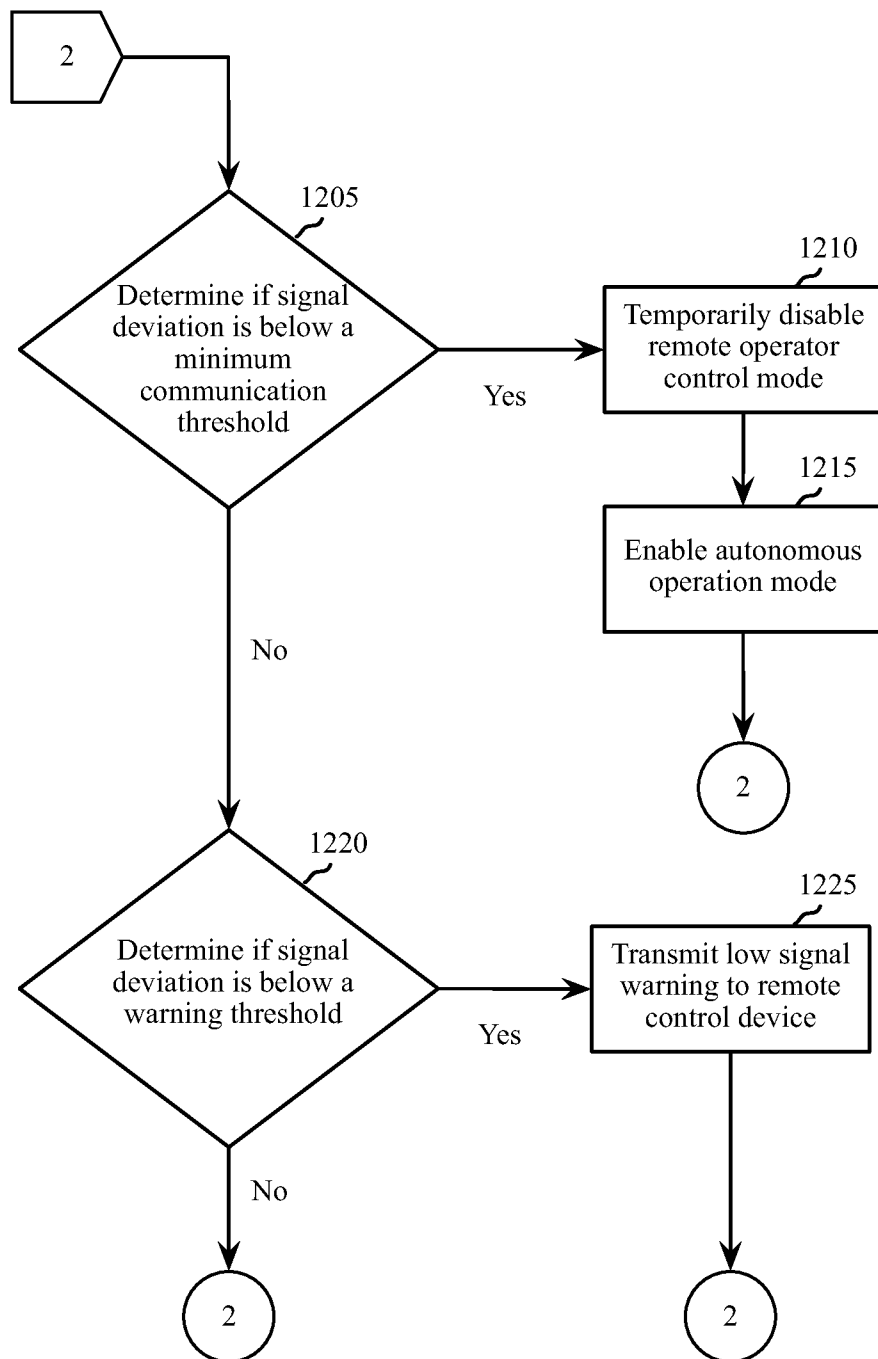 2
1205
Determine if signal
deviation is below a
minimum
communication
threshold
Yes
1210
Temporarily disable
remote operator
control mode
1215
Enable autonomous
operation mode
No
2
1220
Determine if signal
deviation is below a
warning threshold
Yes
1225
Transmit low signal
warning to remote
control device
No
2
2